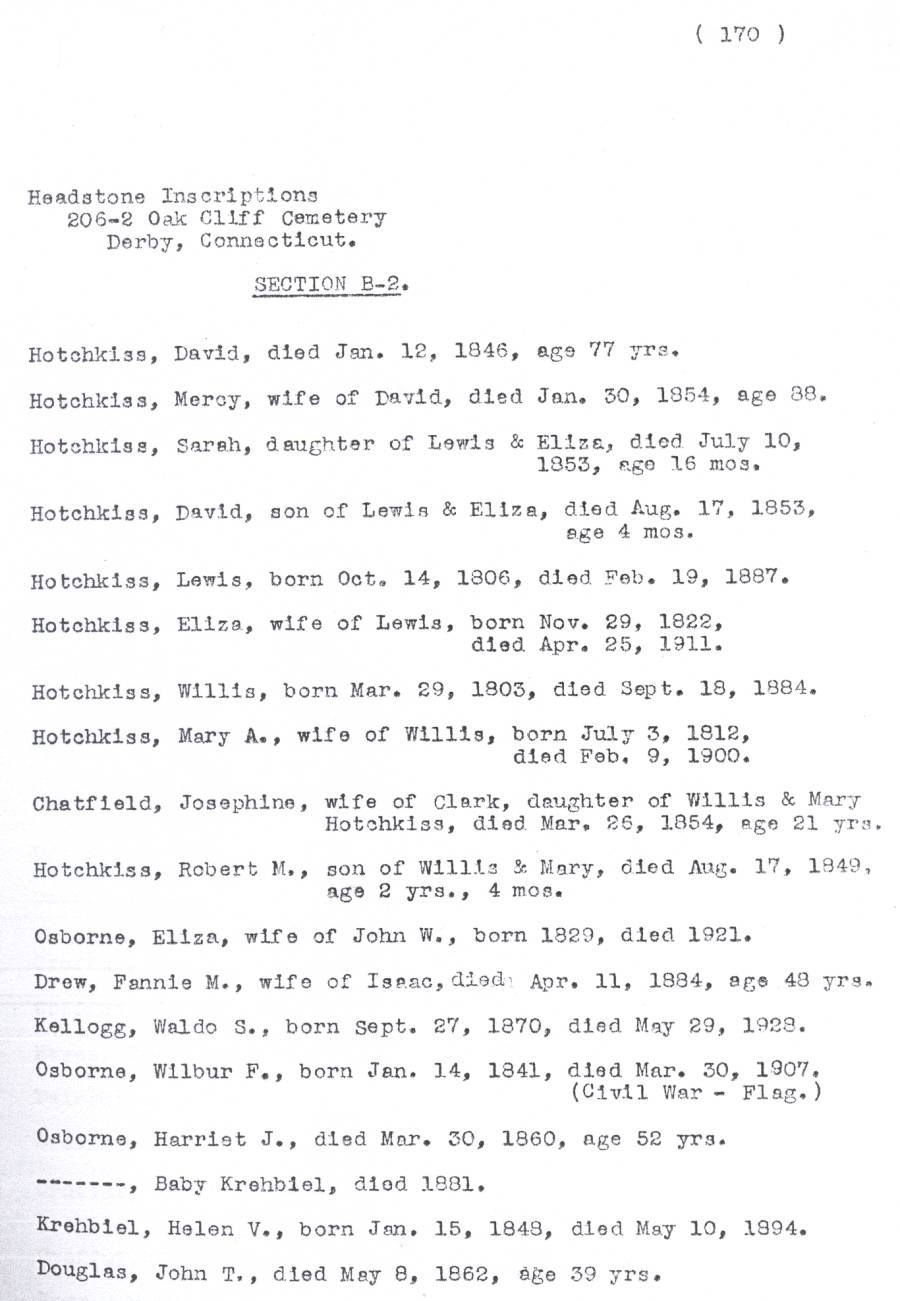 ( 170 )
Headstone Inscriptions
206-2 Oak Cliff Cemetery
Derby, Connecticut.
SECTION B-2.
Hotchkiss, David, died Jan. 12, 1846, age 77 yrs.
Hotchkiss, Mercy, wife of David, died Jan. 30, 1854, age 88.
Hotchkiss, Sarah, daughter of Lewis & Eliza, died July 10,
1853, age 16 mos.
Hotchkiss, David, son of Lewis & Eliza, died Aug. 17, 1853,
age 4 mos.
Hotchkiss, Lewis, born Oct. 14, 1806, died Feb. 19, 1887.
Hotchkiss, Eliza, wife of Lewis, born Nov. 29, 1822,
died Apr. 25, 1911.
Hotchkiss, Willis, born Mar. 29, 1803, died Sept. 18, 1884.
Hotchkiss, Mary A., wife of Willis, born July 3, 1812,
died Feb. 9, 1900.
Chatfield, Josephine, wife of Clark, daughter of Willis & Mary
Hotchkiss, died Mar. 26, 1854, age 21 yrs.
Hotchkiss, Robert M., son of Willis & Mary, died Aug. 17, 1849,
age 2 yrs., 4 mos.
Osborne, Eliza, wife of John W., born 1829, died 1921.
Drew, Fannie M., wife of Isaac, died Apr. 11, 1884, age 48 yrs.
Kellogg, Waldo S., born Sept. 27, 1870, died May 29, 1928.
Osborne, Wilbur F., born Jan. 14, 1841, died Mar. 30, 1907.
(Civil War - Flag.)
Osborne, Harriet J., died Mar. 30, 1860, age 52 yrs.
-------, Baby Krehbiel, died 1881.
Krehbiel, Helen V., born Jan. 15, 1848, died May 10, 1894.
Douglas, John T., died May 8, 1862, age 39 yrs.